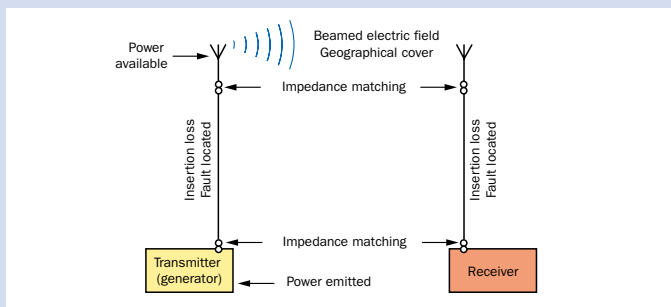 Power
available
Beamed electric field
Geographical cover
Impedance matching
Insertion loss
Fault located
Insertion loss
Fault located
Impedance matching
Transmitter
(generator)
Power emitted
Receiver